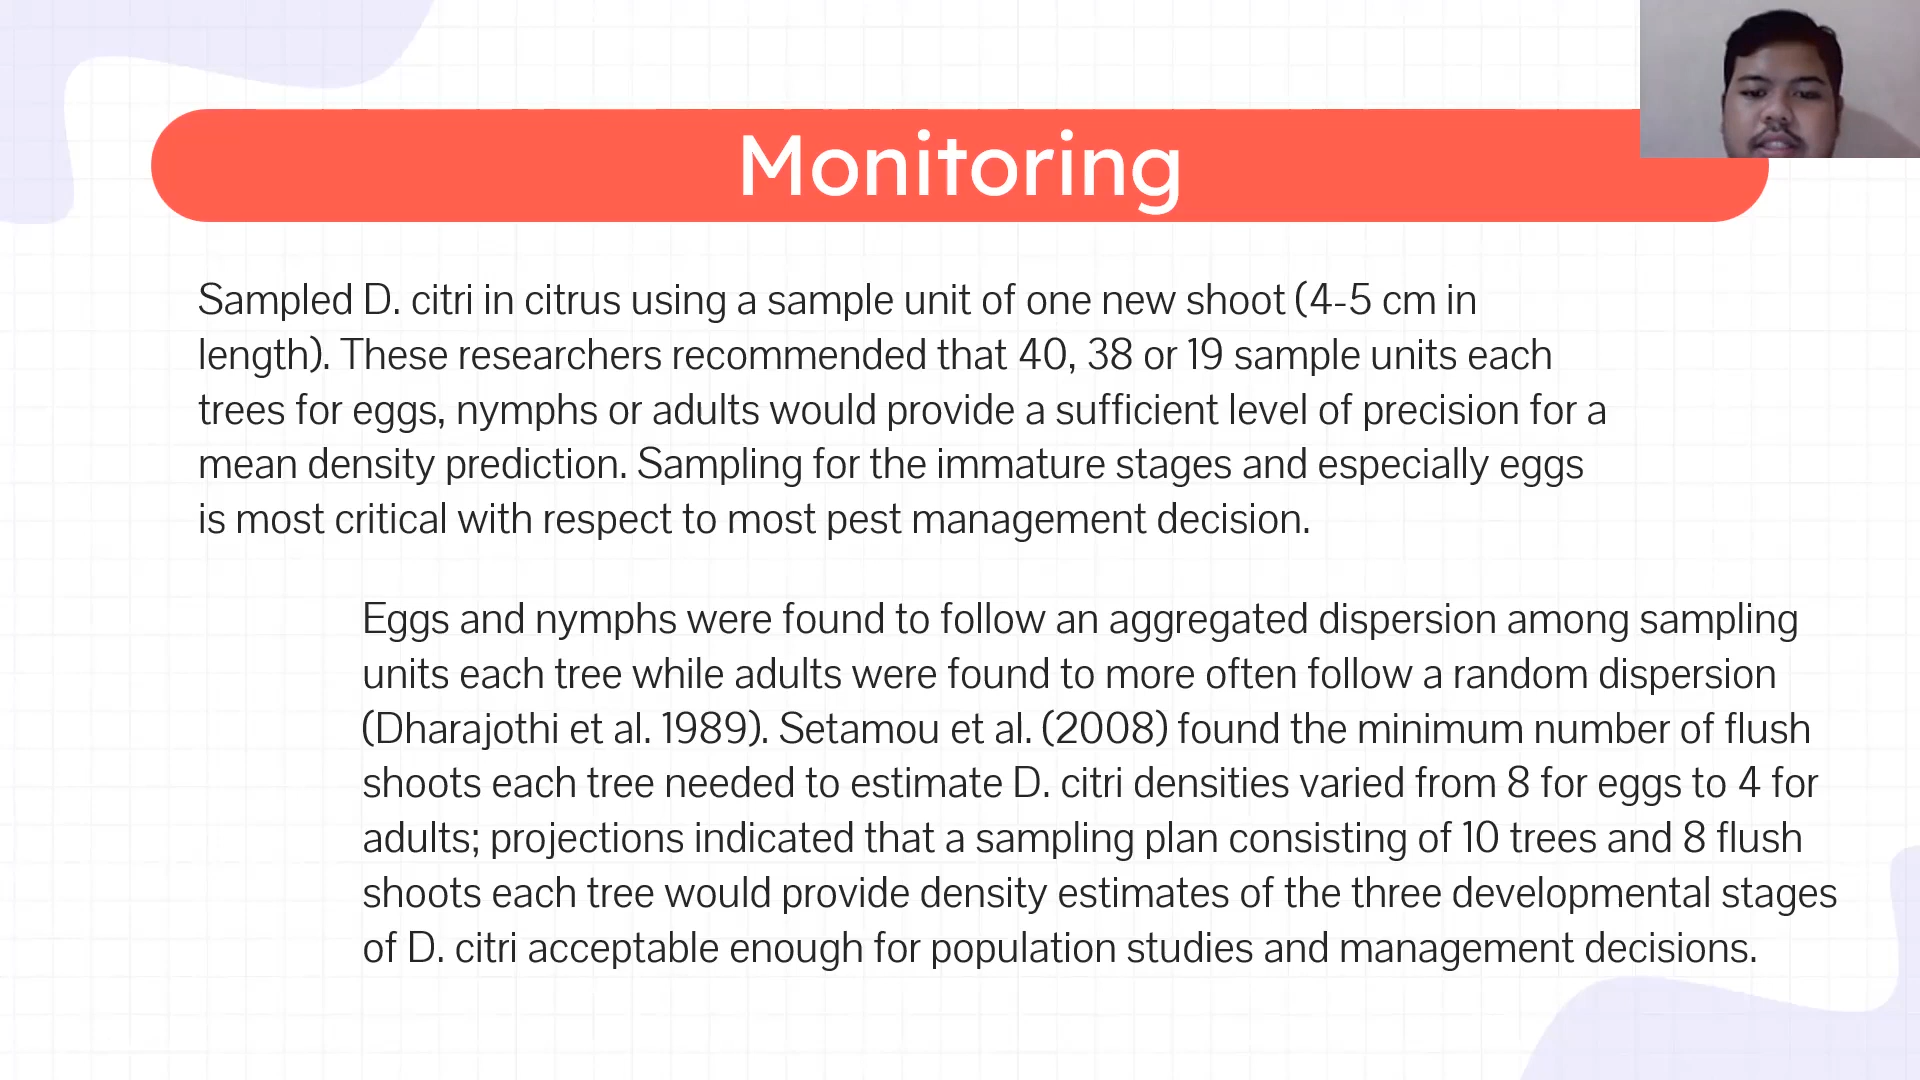 Monitoring
Sampled D. citri in citrus using a sample unit of one new shoot (4-5 cm in
length). These researchers recommended that 40, 38 or 19 sample units each
trees for eggs, nymphs or adults would provide a sufficient level of precision for a
mean density prediction. Sampling for the immature stages and especially eggs
is most critical with respect to most pest management decision.
Eggs and nymphs were found to follow an aggregated dispersion among sampling
units each tree while adults were found to more often follow a random dispersion
(Dharajothi et al. 1989). Setamou et al. (2008) found the minimum number of flush
shoots each tree needed to estimate D. citri densities varied from 8 for eggs to 4 for
adults; projections indicated that a sampling plan consisting of 10 trees and 8 flush
shoots each tree would provide density estimates of the three developmental stages
of D. citri acceptable enough for population studies and management decisions.